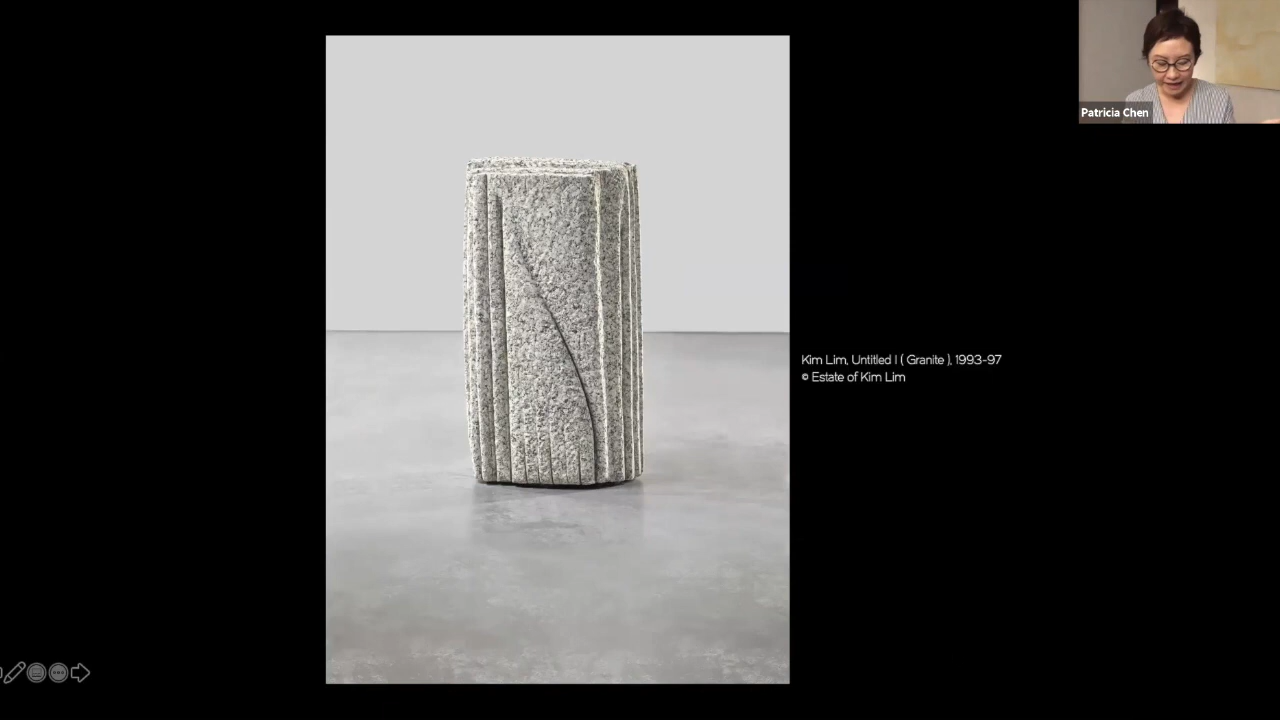 Patricia Chen
Kim Lim, Untitled I ( Granite ), 1993-97
© Estate of Kim Lim